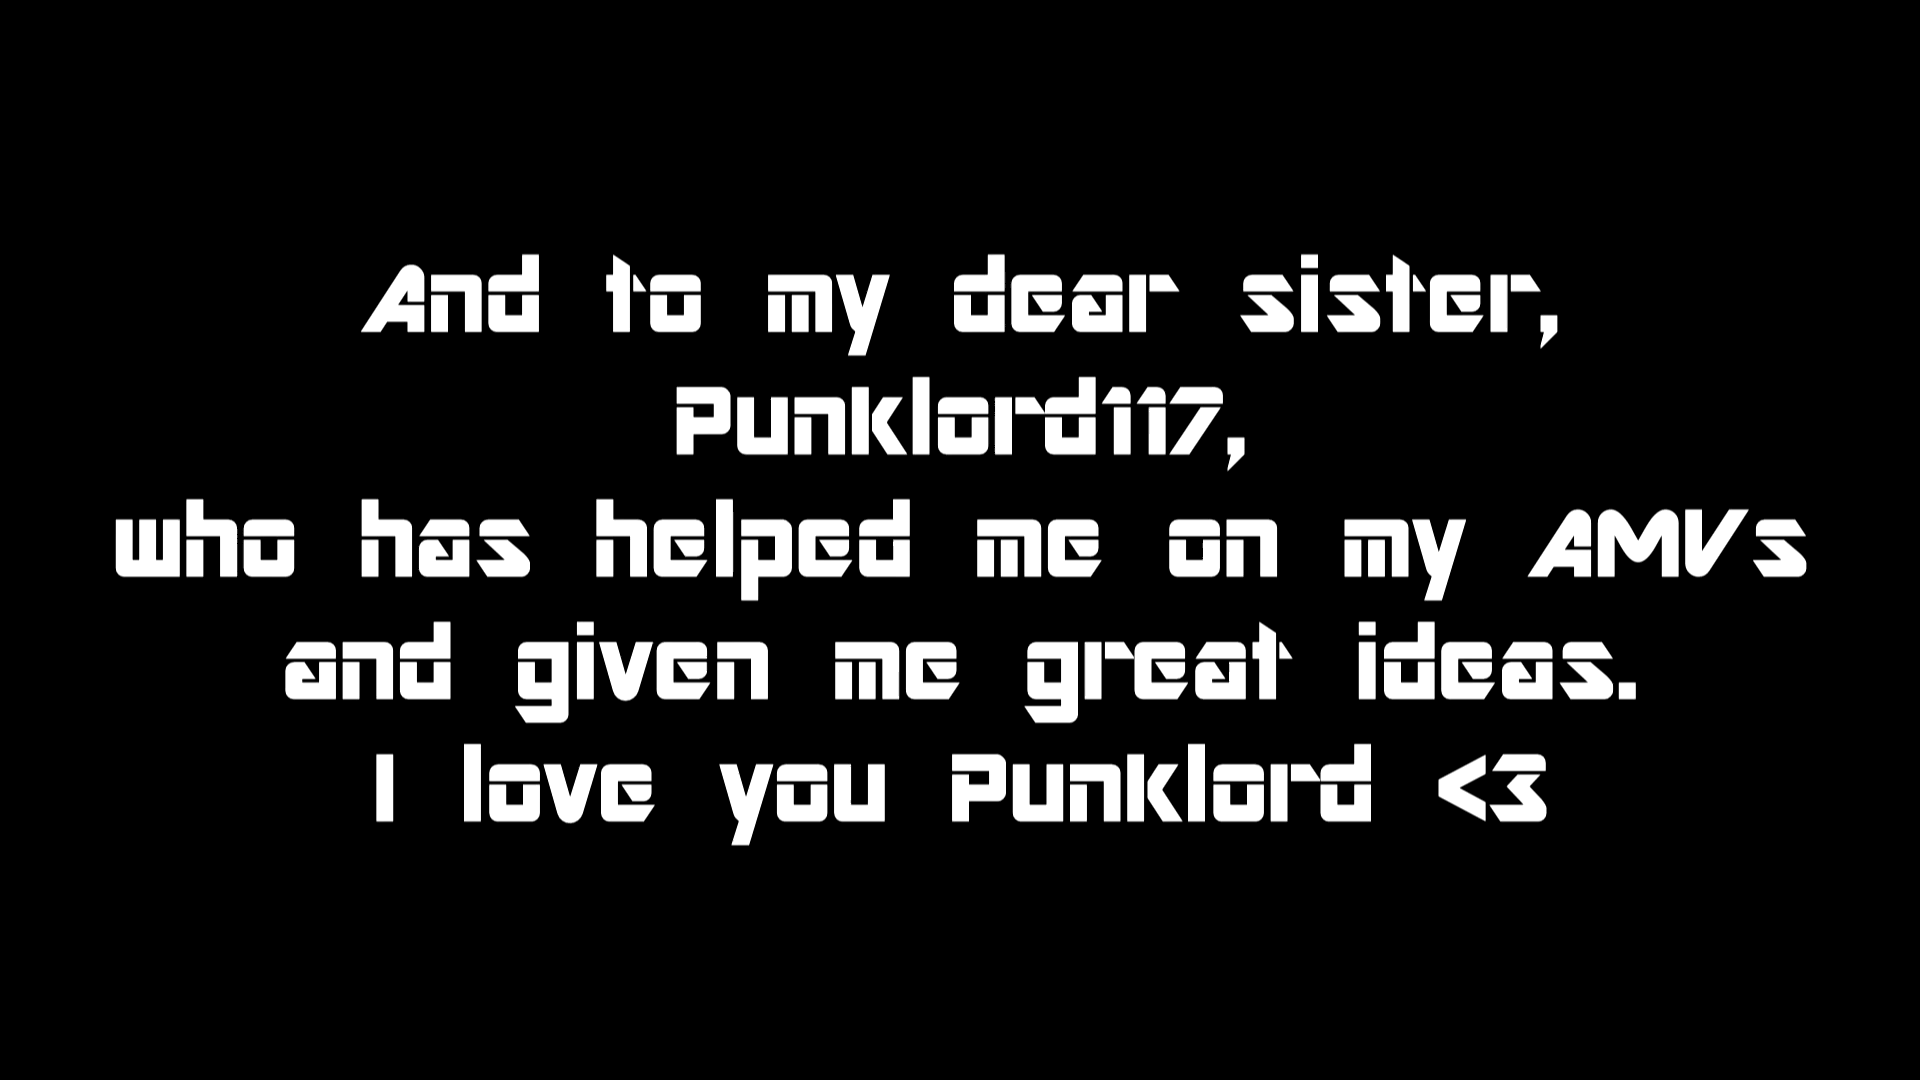 And to my dear sister,
Punklord117,
who has helped me on my AMVs
and given me great ideas.
I love you Punklord <3